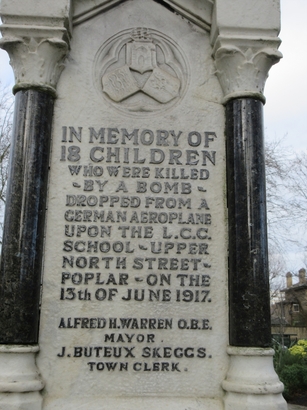 IN MEMORY OF
18 CHILDREN
WHO WERE KILLED
-BY A BOMB-
DROPPED FROM A
GERMAN AEROPLANE
UPON THE L.C.C.
SCHOOL-UPPER
NORTH STREET-
POPLAR-ON THE
13th OF JUNE 1917.
ALFRED H. WARREN O.B.E.
MAYOR
J. BUTEUX SKEGGS.
TOWN CLERK.